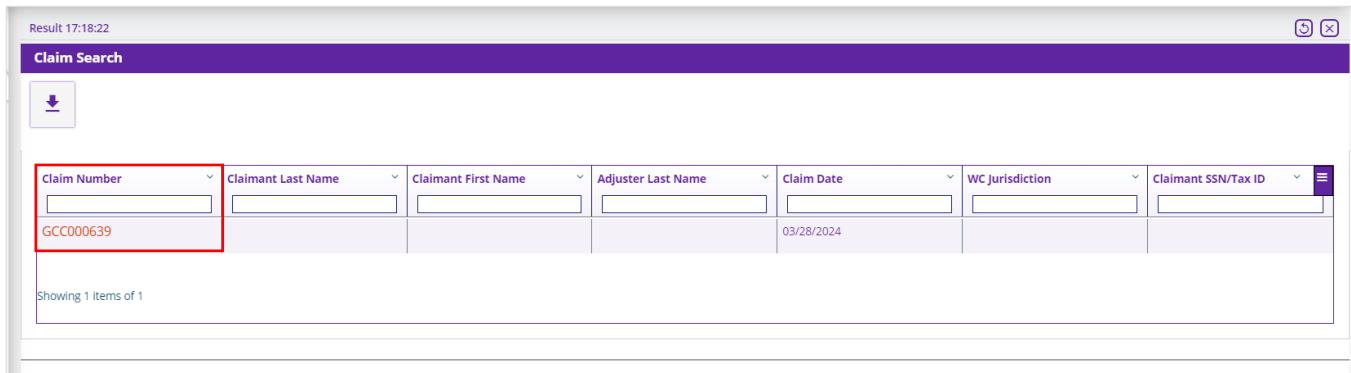 Result 17:18:22
Claim Search
Claim Number Claimant Last Name Claimant First Name Adjuster Last Name Claim Date WC Jurisdiction Claimant SSN/Tax ID
GCC000639 03/28/2024
Showing 1 items of 1